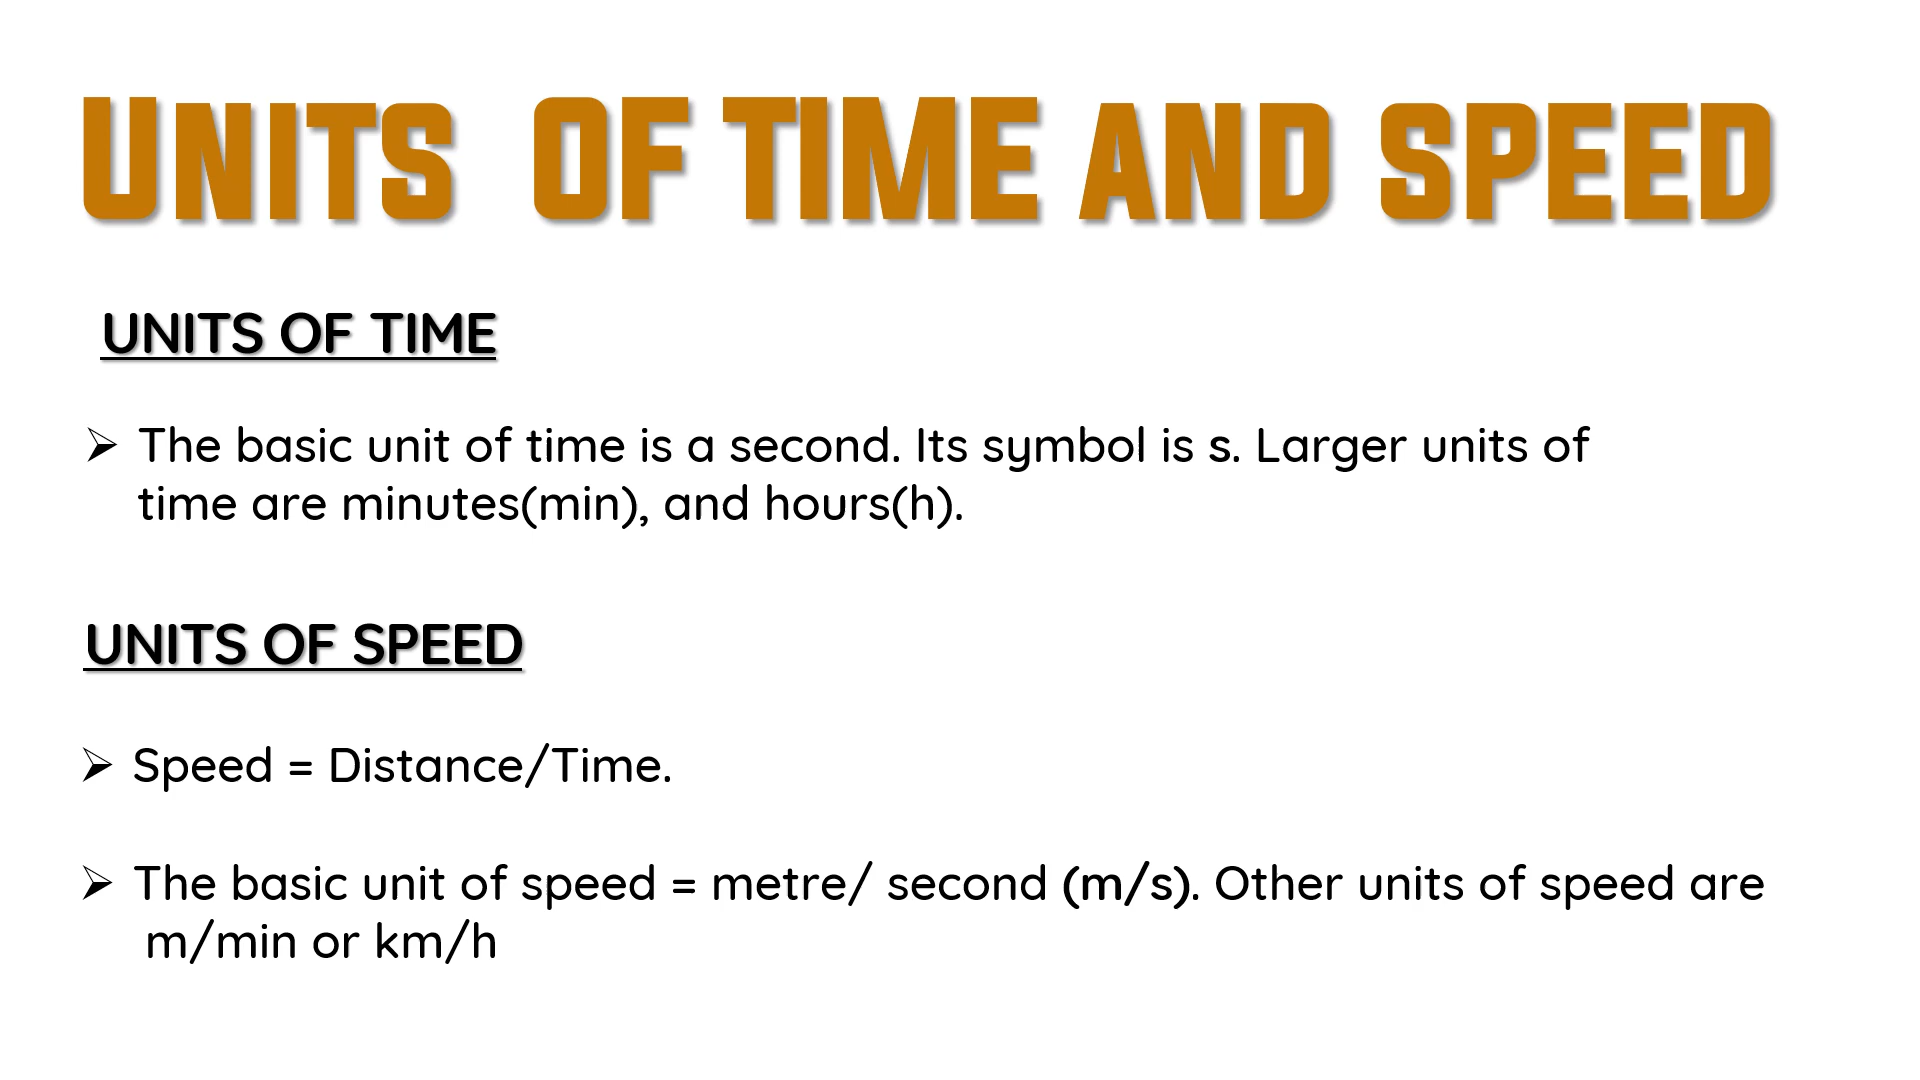 UNITS OF TIME AND SPEED
UNITS OF TIME
➢ The basic unit of time is a second. Its symbol is s. Larger units of
time are minutes(min), and hours(h).
UNITS OF SPEED
➢ Speed = Distance/Time.
➢ The basic unit of speed = metre/ second (m/s). Other units of speed are
m/min or km/h